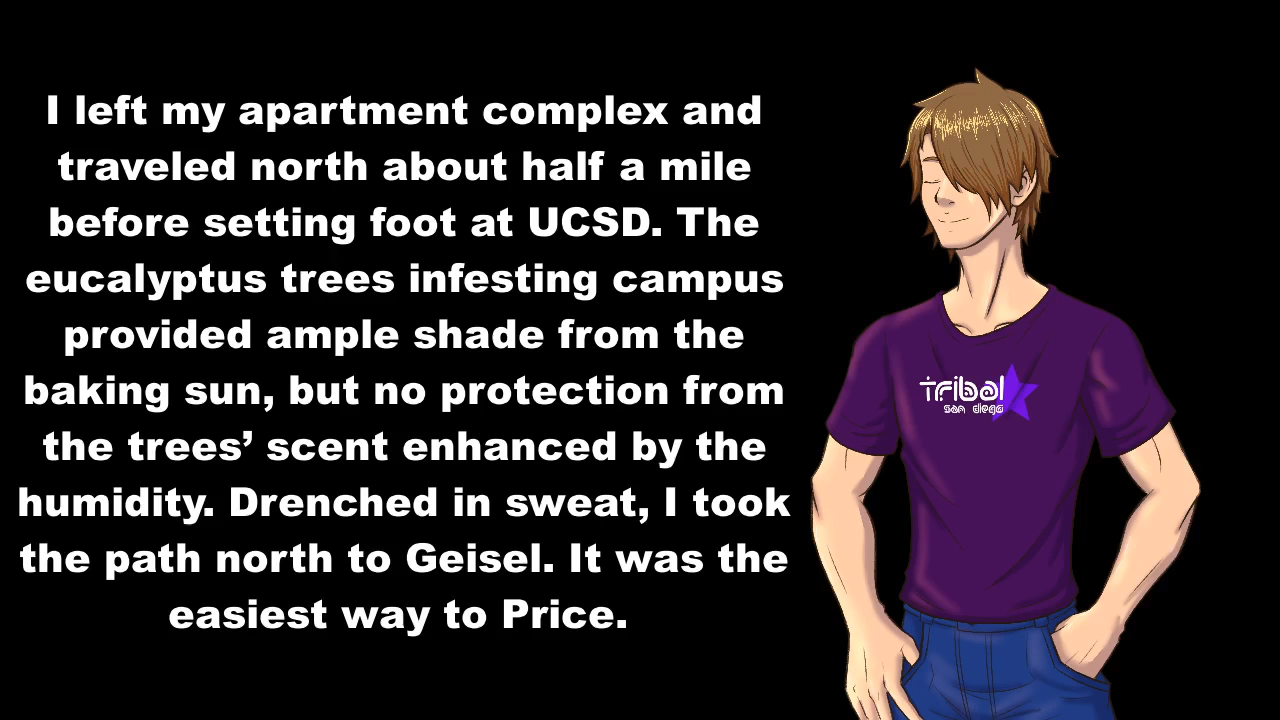 I left my apartment complex and
traveled north about half a mile
before setting foot at UCSD. The
eucalyptus trees infesting campus
provided ample shade from the
baking sun, but no protection from
the trees’ scent enhanced by the
humidity. Drenched in sweat, I took
the path north to Geisel. It was the
easiest way to Price.
tribal
san diego